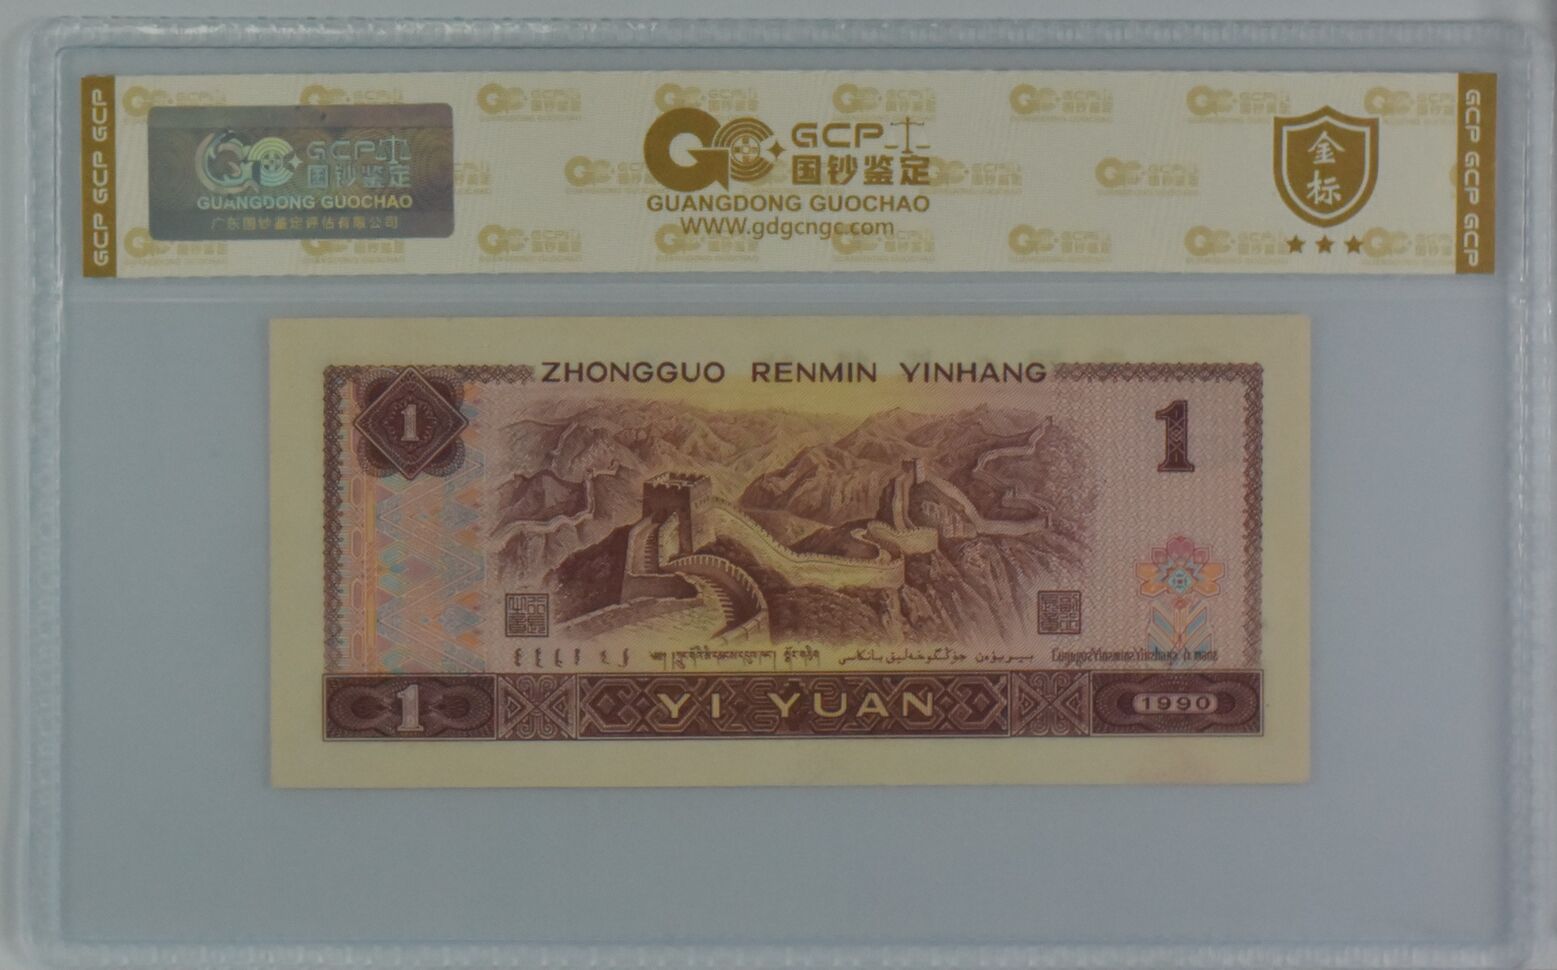 GCP GCP GCP
GCP 国钞鉴定
GUANGDONG GUOCHAO
广东国钞鉴定评估有限公司
GCP
国钞鉴定
GUANGDONG GUOCHAO
WWW.gdgcngc.com
金标
GCP GCP GCP
ZHONGGUO RENMIN YINHANG
1
1
1
YI YUAN
1990